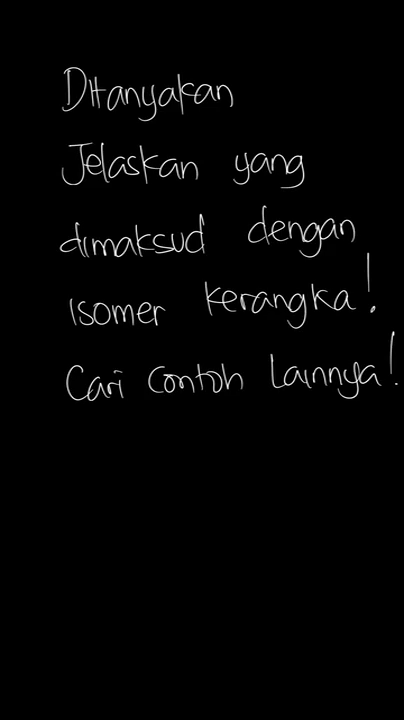 Ditanyakan
Jelaskan yang
dimaksud dengan
isomer kerangka!
Cari contoh lainnya!